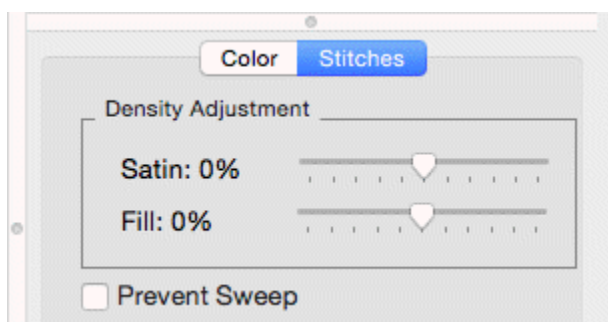 Color Stitches
Density Adjustment
Satin: 0%
Fill: 0%
Prevent Sweep